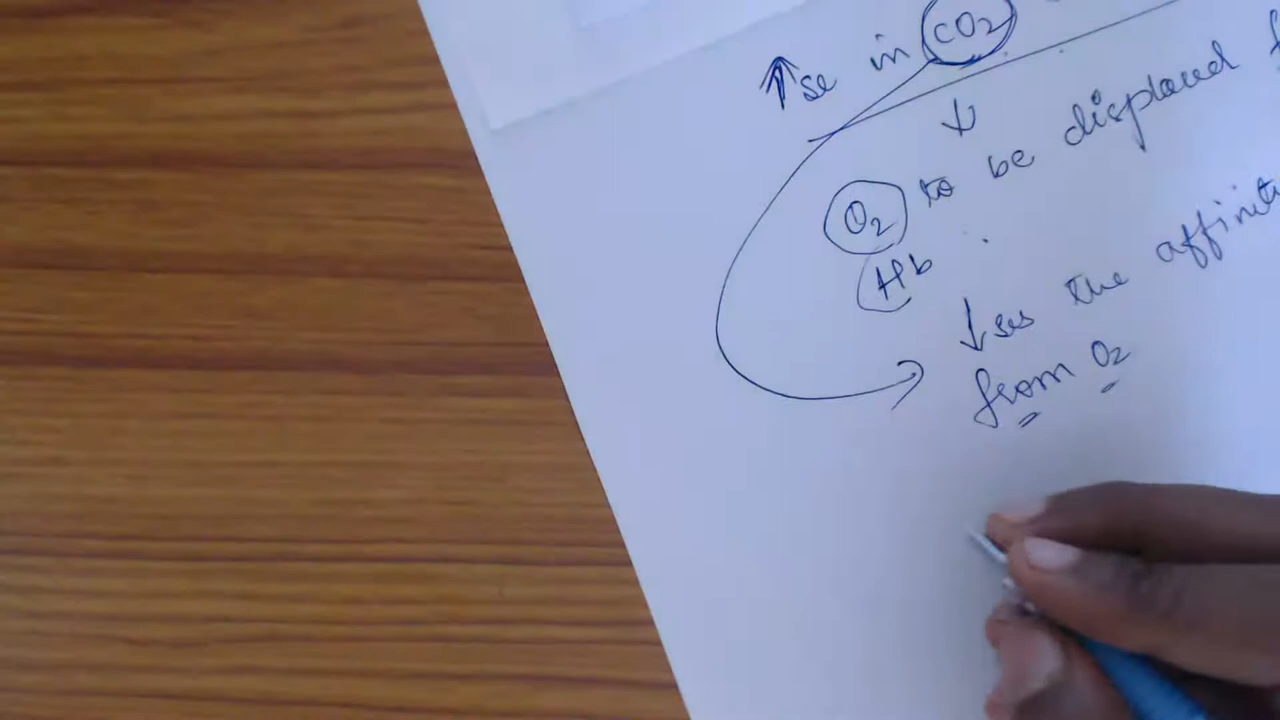 ↑se in CO2
↓
O2 to be displaced
Hb
↓ses the affinit
from O2